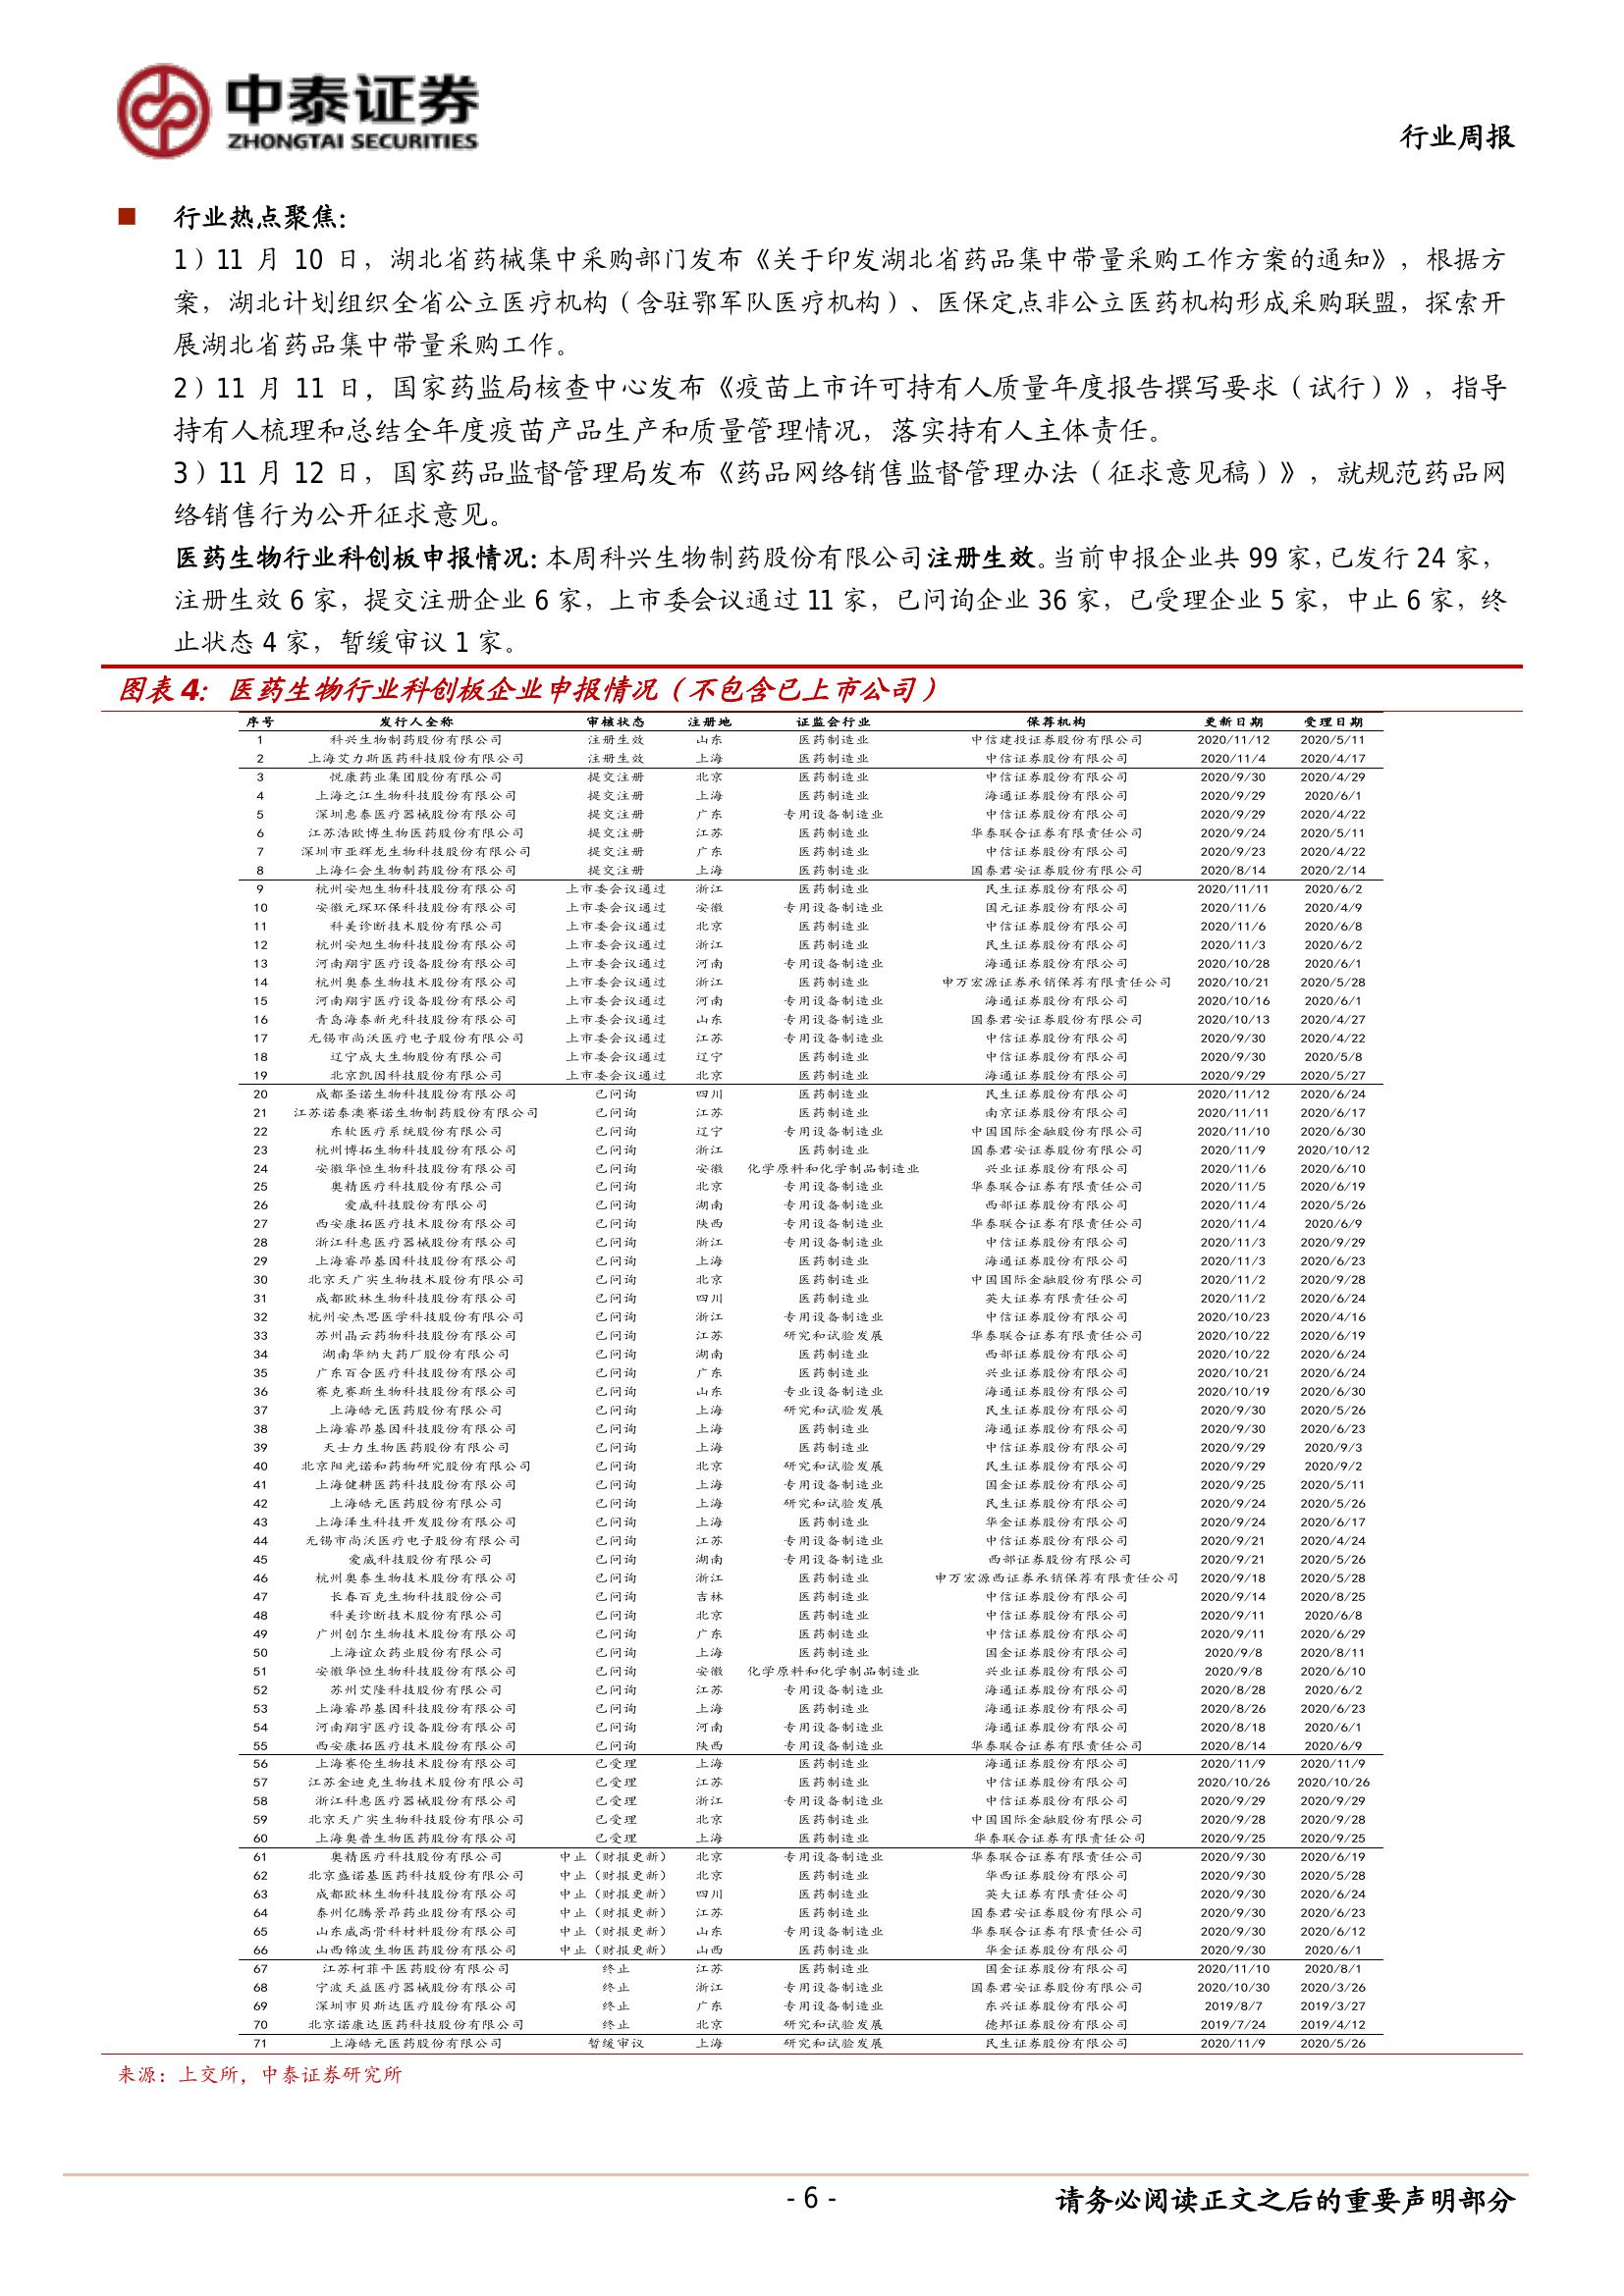 中泰证券
ZHONGTAI SECURITIES
行业周报
行业热点聚焦：
1）11 月 10 日，湖北省药械集中采购部门发布《关于印发湖北省药品集中带量采购工作方案的通知》，根据方
案，湖北计划组织全省公立医疗机构（含驻鄂军队医疗机构）、医保定点非公立医药机构形成采购联盟，探索开
展湖北省药品集中带量采购工作。
2）11 月 11 日，国家药监局核查中心发布《疫苗上市许可持有人质量年度报告撰写要求（试行）》，指导
持有人梳理和总结全年度疫苗产品生产和质量管理情况，落实持有人主体责任。
3）11 月 12 日，国家药品监督管理局发布《药品网络销售监督管理办法（征求意见稿）》，就规范药品网
络销售行为公开征求意见。
医药生物行业科创板申报情况：本周科兴生物制药股份有限公司注册生效。当前申报企业共 99 家，已发行 24 家，
注册生效 6 家，提交注册企业 6 家，上市委会议通过 11 家，已问询企业 36 家，已受理企业 5 家，中止 6 家，终
止状态 4 家，暂缓审议 1 家。
图表 4：医药生物行业科创板企业申报情况（不包含已上市公司）
序号 发行人全称 审核状态 注册地 证监会行业 保荐机构 更新日期 受理日期
1 科兴生物制药股份有限公司 注册生效 山东 医药制造业 中信建投证券股份有限公司 2020/11/12 2020/5/11
2 上海艾力斯医药科技股份有限公司 注册生效 上海 医药制造业 中信证券股份有限公司 2020/11/4 2020/4/17
3 悦康药业集团股份有限公司 提交注册 北京 医药制造业 中信证券股份有限公司 2020/9/30 2020/4/29
4 上海之江生物科技股份有限公司 提交注册 上海 医药制造业 海通证券股份有限公司 2020/9/29 2020/6/1
5 深圳惠泰医疗器械股份有限公司 提交注册 广东 专用设备制造业 中信证券股份有限公司 2020/9/29 2020/4/22
6 江苏浩欧博生物医药股份有限公司 提交注册 江苏 医药制造业 华泰联合证券有限责任公司 2020/9/24 2020/5/11
7 深圳市亚辉龙生物科技股份有限公司 提交注册 广东 医药制造业 中信证券股份有限公司 2020/9/23 2020/4/22
8 上海仁会生物制药股份有限公司 提交注册 上海 医药制造业 国泰君安证券股份有限公司 2020/8/14 2020/2/14
9 杭州安旭生物科技股份有限公司 上市委会议通过 浙江 医药制造业 民生证券股份有限公司 2020/11/11 2020/6/2
10 安徽元琛环保科技股份有限公司 上市委会议通过 安徽 专用设备制造业 国元证券股份有限公司 2020/11/6 2020/4/9
11 科美诊断技术股份有限公司 上市委会议通过 北京 医药制造业 中信证券股份有限公司 2020/11/6 2020/6/8
12 杭州安旭生物科技股份有限公司 上市委会议通过 浙江 医药制造业 民生证券股份有限公司 2020/11/3 2020/6/2
13 河南翔宇医疗设备股份有限公司 上市委会议通过 河南 专用设备制造业 海通证券股份有限公司 2020/10/28 2020/6/1
14 杭州奥泰生物技术股份有限公司 上市委会议通过 浙江 医药制造业 申万宏源证券承销保荐有限责任公司 2020/10/21 2020/5/28
15 河南翔宇医疗设备股份有限公司 上市委会议通过 河南 专用设备制造业 海通证券股份有限公司 2020/10/16 2020/6/1
16 青岛海泰新光科技股份有限公司 上市委会议通过 山东 专用设备制造业 国泰君安证券股份有限公司 2020/10/13 2020/4/27
17 无锡市尚沃医疗电子股份有限公司 上市委会议通过 江苏 专用设备制造业 中信证券股份有限公司 2020/9/30 2020/4/22
18 辽宁成大生物股份有限公司 上市委会议通过 辽宁 医药制造业 中信证券股份有限公司 2020/9/30 2020/5/8
19 北京凯因科技股份有限公司 上市委会议通过 北京 医药制造业 海通证券股份有限公司 2020/9/29 2020/5/27
20 成都圣诺生物科技股份有限公司 已问询 四川 医药制造业 民生证券股份有限公司 2020/11/12 2020/6/24
21 江苏诺泰澳赛诺生物制药股份有限公司 已问询 江苏 医药制造业 南京证券股份有限公司 2020/11/11 2020/6/17
22 东软医疗系统股份有限公司 已问询 辽宁 专用设备制造业 中国国际金融股份有限公司 2020/11/10 2020/6/30
23 杭州博拓生物科技股份有限公司 已问询 浙江 医药制造业 国泰君安证券股份有限公司 2020/11/9 2020/10/12
24 安徽华恒生物科技股份有限公司 已问询 安徽 化学原料和化学制品制造业 兴业证券股份有限公司 2020/11/6 2020/6/10
25 奥精医疗科技股份有限公司 已问询 北京 专用设备制造业 华泰联合证券有限责任公司 2020/11/5 2020/6/19
26 爱威科技股份有限公司 已问询 湖南 专用设备制造业 西部证券股份有限公司 2020/11/4 2020/5/26
27 西安康拓医疗技术股份有限公司 已问询 陕西 专用设备制造业 华泰联合证券有限责任公司 2020/11/4 2020/6/9
28 浙江科惠医疗器械股份有限公司 已问询 浙江 专用设备制造业 中信证券股份有限公司 2020/11/3 2020/9/29
29 上海睿昂基因科技股份有限公司 已问询 上海 医药制造业 海通证券股份有限公司 2020/11/3 2020/6/23
30 北京天广实生物技术股份有限公司 已问询 北京 医药制造业 中国国际金融股份有限公司 2020/11/2 2020/9/28
31 成都欧林生物科技股份有限公司 已问询 四川 医药制造业 英大证券有限责任公司 2020/11/2 2020/6/24
32 杭州安杰思医学科技股份有限公司 已问询 浙江 专用设备制造业 中信证券股份有限公司 2020/10/23 2020/4/16
33 苏州晶云药物科技股份有限公司 已问询 江苏 研究和试验发展 华泰联合证券有限责任公司 2020/10/22 2020/6/19
34 湖南华纳大药厂股份有限公司 已问询 湖南 医药制造业 西部证券股份有限公司 2020/10/22 2020/6/24
35 广东百合医疗科技股份有限公司 已问询 广东 医药制造业 兴业证券股份有限公司 2020/10/21 2020/6/24
36 赛克赛斯生物科技股份有限公司 已问询 山东 专业设备制造业 海通证券股份有限公司 2020/10/19 2020/6/30
37 上海皓元医药股份有限公司 已问询 上海 研究和试验发展 民生证券股份有限公司 2020/9/30 2020/5/26
38 上海睿昂基因科技股份有限公司 已问询 上海 医药制造业 海通证券股份有限公司 2020/9/30 2020/6/23
39 天士力生物医药股份有限公司 已问询 上海 医药制造业 中信证券股份有限公司 2020/9/29 2020/9/3
40 北京阳光诺和药物研究股份有限公司 已问询 北京 研究和试验发展 民生证券股份有限公司 2020/9/29 2020/9/2
41 上海健耕医药科技股份有限公司 已问询 上海 专用设备制造业 国金证券股份有限公司 2020/9/25 2020/5/11
42 上海皓元医药股份有限公司 已问询 上海 研究和试验发展 民生证券股份有限公司 2020/9/24 2020/5/26
43 上海泽生科技开发股份有限公司 已问询 上海 医药制造业 华金证券股份有限公司 2020/9/24 2020/6/17
44 无锡市尚沃医疗电子股份有限公司 已问询 江苏 专用设备制造业 中信证券股份有限公司 2020/9/21 2020/4/24
45 爱威科技股份有限公司 已问询 湖南 专用设备制造业 西部证券股份有限公司 2020/9/21 2020/5/26
46 杭州奥泰生物技术股份有限公司 已问询 浙江 医药制造业 申万宏源西证券承销保荐有限责任公司 2020/9/18 2020/5/28
47 长春百克生物科技股份公司 已问询 吉林 医药制造业 中信证券股份有限公司 2020/9/14 2020/8/25
48 科美诊断技术股份有限公司 已问询 北京 医药制造业 中信证券股份有限公司 2020/9/11 2020/6/8
49 广州创尔生物技术股份有限公司 已问询 广东 医药制造业 中信证券股份有限公司 2020/9/11 2020/6/29
50 上海谊众药业股份有限公司 已问询 上海 医药制造业 国金证券股份有限公司 2020/9/8 2020/8/11
51 安徽华恒生物科技股份有限公司 已问询 安徽 化学原料和化学制品制造业 兴业证券股份有限公司 2020/9/8 2020/6/10
52 苏州艾隆科技股份有限公司 已问询 江苏 专用设备制造业 海通证券股份有限公司 2020/8/28 2020/6/2
53 上海睿昂基因科技股份有限公司 已问询 上海 医药制造业 海通证券股份有限公司 2020/8/26 2020/6/23
54 河南翔宇医疗设备股份有限公司 已问询 河南 专用设备制造业 海通证券股份有限公司 2020/8/18 2020/6/1
55 西安康拓医疗技术股份有限公司 已问询 陕西 专用设备制造业 华泰联合证券有限责任公司 2020/8/14 2020/6/9
56 上海赛伦生物技术股份有限公司 已受理 上海 医药制造业 海通证券股份有限公司 2020/11/9 2020/11/9
57 江苏金迪克生物技术股份有限公司 已受理 江苏 医药制造业 中信证券股份有限公司 2020/10/26 2020/10/26
58 浙江科惠医疗器械股份有限公司 已受理 浙江 专用设备制造业 中信证券股份有限公司 2020/9/29 2020/9/29
59 北京天广实生物科技股份有限公司 已受理 北京 医药制造业 中国国际金融股份有限公司 2020/9/28 2020/9/28
60 上海奥普生物医药股份有限公司 已受理 上海 医药制造业 华泰联合证券有限责任公司 2020/9/25 2020/9/25
61 奥精医疗科技股份有限公司 中止（财报更新） 北京 专用设备制造业 华泰联合证券有限责任公司 2020/9/30 2020/6/19
62 北京盛诺基医药科技股份有限公司 中止（财报更新） 北京 医药制造业 华西证券股份有限公司 2020/9/30 2020/5/28
63 成都欧林生物科技股份有限公司 中止（财报更新） 四川 医药制造业 英大证券有限责任公司 2020/9/30 2020/6/24
64 泰州亿腾景昂药业股份有限公司 中止（财报更新） 江苏 医药制造业 国泰君安证券股份有限公司 2020/9/30 2020/6/23
65 山东威高骨科材料股份有限公司 中止（财报更新） 山东 专用设备制造业 华泰联合证券有限责任公司 2020/9/30 2020/6/12
66 山西锦波生物医药股份有限公司 中止（财报更新） 山西 医药制造业 华金证券股份有限公司 2020/9/30 2020/6/1
67 江苏柯菲平医药股份有限公司 终止 江苏 医药制造业 国金证券股份有限公司 2020/11/10 2020/8/1
68 宁波天益医疗器械股份有限公司 终止 浙江 专用设备制造业 国泰君安证券股份有限公司 2020/10/30 2020/3/26
69 深圳市贝斯达医疗股份有限公司 终止 广东 专用设备制造业 东兴证券股份有限公司 2019/8/7 2019/3/27
70 北京诺康达医药科技股份有限公司 终止 北京 研究和试验发展 德邦证券股份有限公司 2019/7/24 2019/4/12
71 上海皓元医药股份有限公司 暂缓审议 上海 研究和试验发展 民生证券股份有限公司 2020/11/9 2020/5/26
来源：上交所，中泰证券研究所
- 6 -
请务必阅读正文之后的重要声明部分